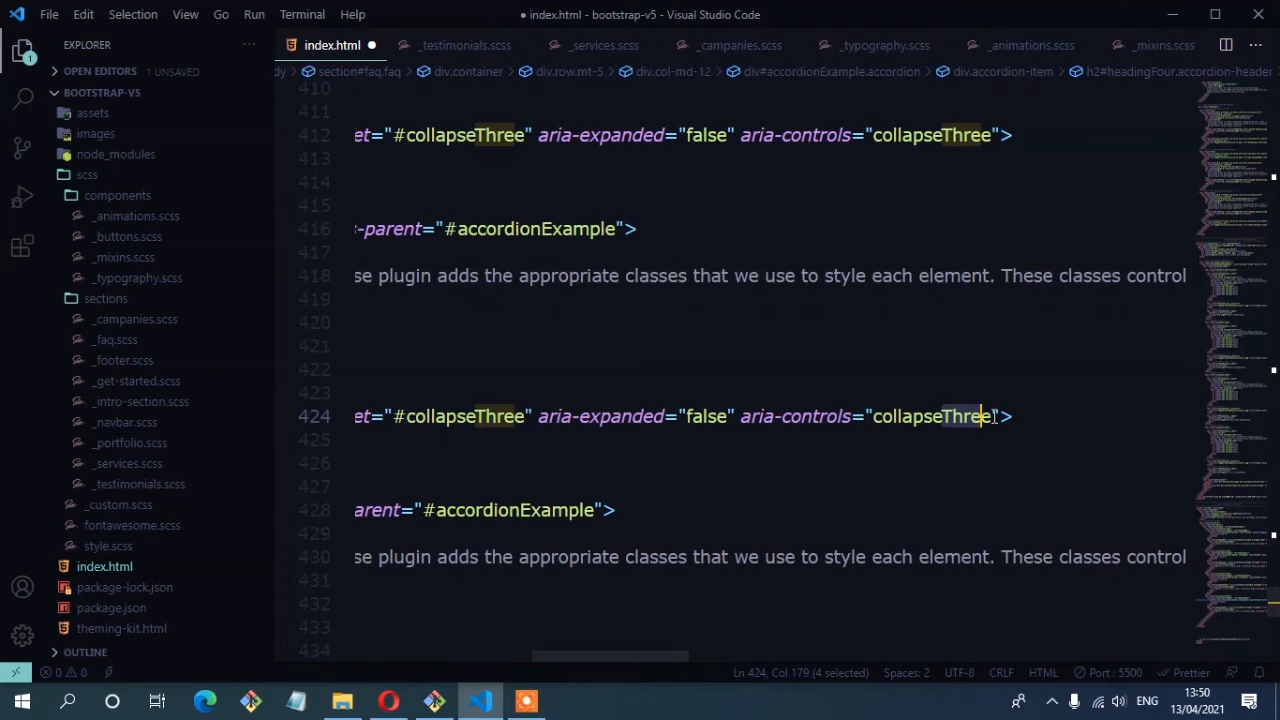 File Edit Selection View Go Run Terminal Help
● index.html - bootstrap-v5 - Visual Studio Code
EXPLORER
index.html
_testimonials.scss
_services.scss
_campanies.scss
_typography.scss
_animations.scss
_mixins.scss
OPEN EDITORS 1 UNSAVED
dy > section#faq.faq > div.container > div.row.mt-5 > div.col-md-12 > div#accordionExample.accordion > div.accordion-item > h2#headingFour.accordion-header
BOOTSTRAP-V5
assets
images
node_modules
scss
components
_animations.scss
_buttons.scss
_mixins.scss
_typography.scss
sections
_campanies.scss
_faq.scss
_footer.scss
_get-started.scss
_intro-section.scss
_navbar.scss
_portfolio.scss
_services.scss
_testimonials.scss
_custom.scss
fontawesome.scss
style.scss
index.html
package-lock.json
package.json
theming-kit.html
OUTLINE
410
411
412 et="#collapseThree" aria-expanded="false" aria-controls="collapseThree">
413
414
415
416 -parent="#accordionExample">
417
418 se plugin adds the appropriate classes that we use to style each element. These classes control
419
420
421
422
423
424 et="#collapseThree" aria-expanded="false" aria-controls="collapseThree">
425
426
427
428 arent="#accordionExample">
429
430 plugin adds the appropriate classes that we use to style each element. These classes control
431
432
433
434
0 0 Ln 424, Col 179 (4 selected) Spaces: 2 UTF-8 CRLF HTML Port : 5500 Prettier
ENG
13:50
13/04/2021